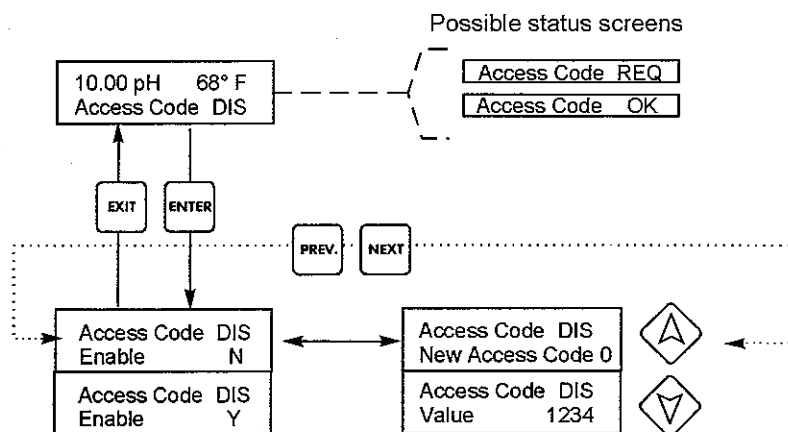 Possible status screens
10.00 pH 68° F
Access Code DIS
Access Code REQ
Access Code OK
EXIT
ENTER
PREV.
NEXT
Access Code DIS
Enable N
Access Code DIS
Enable Y
Access Code DIS
New Access Code 0
Access Code DIS
Value 1234